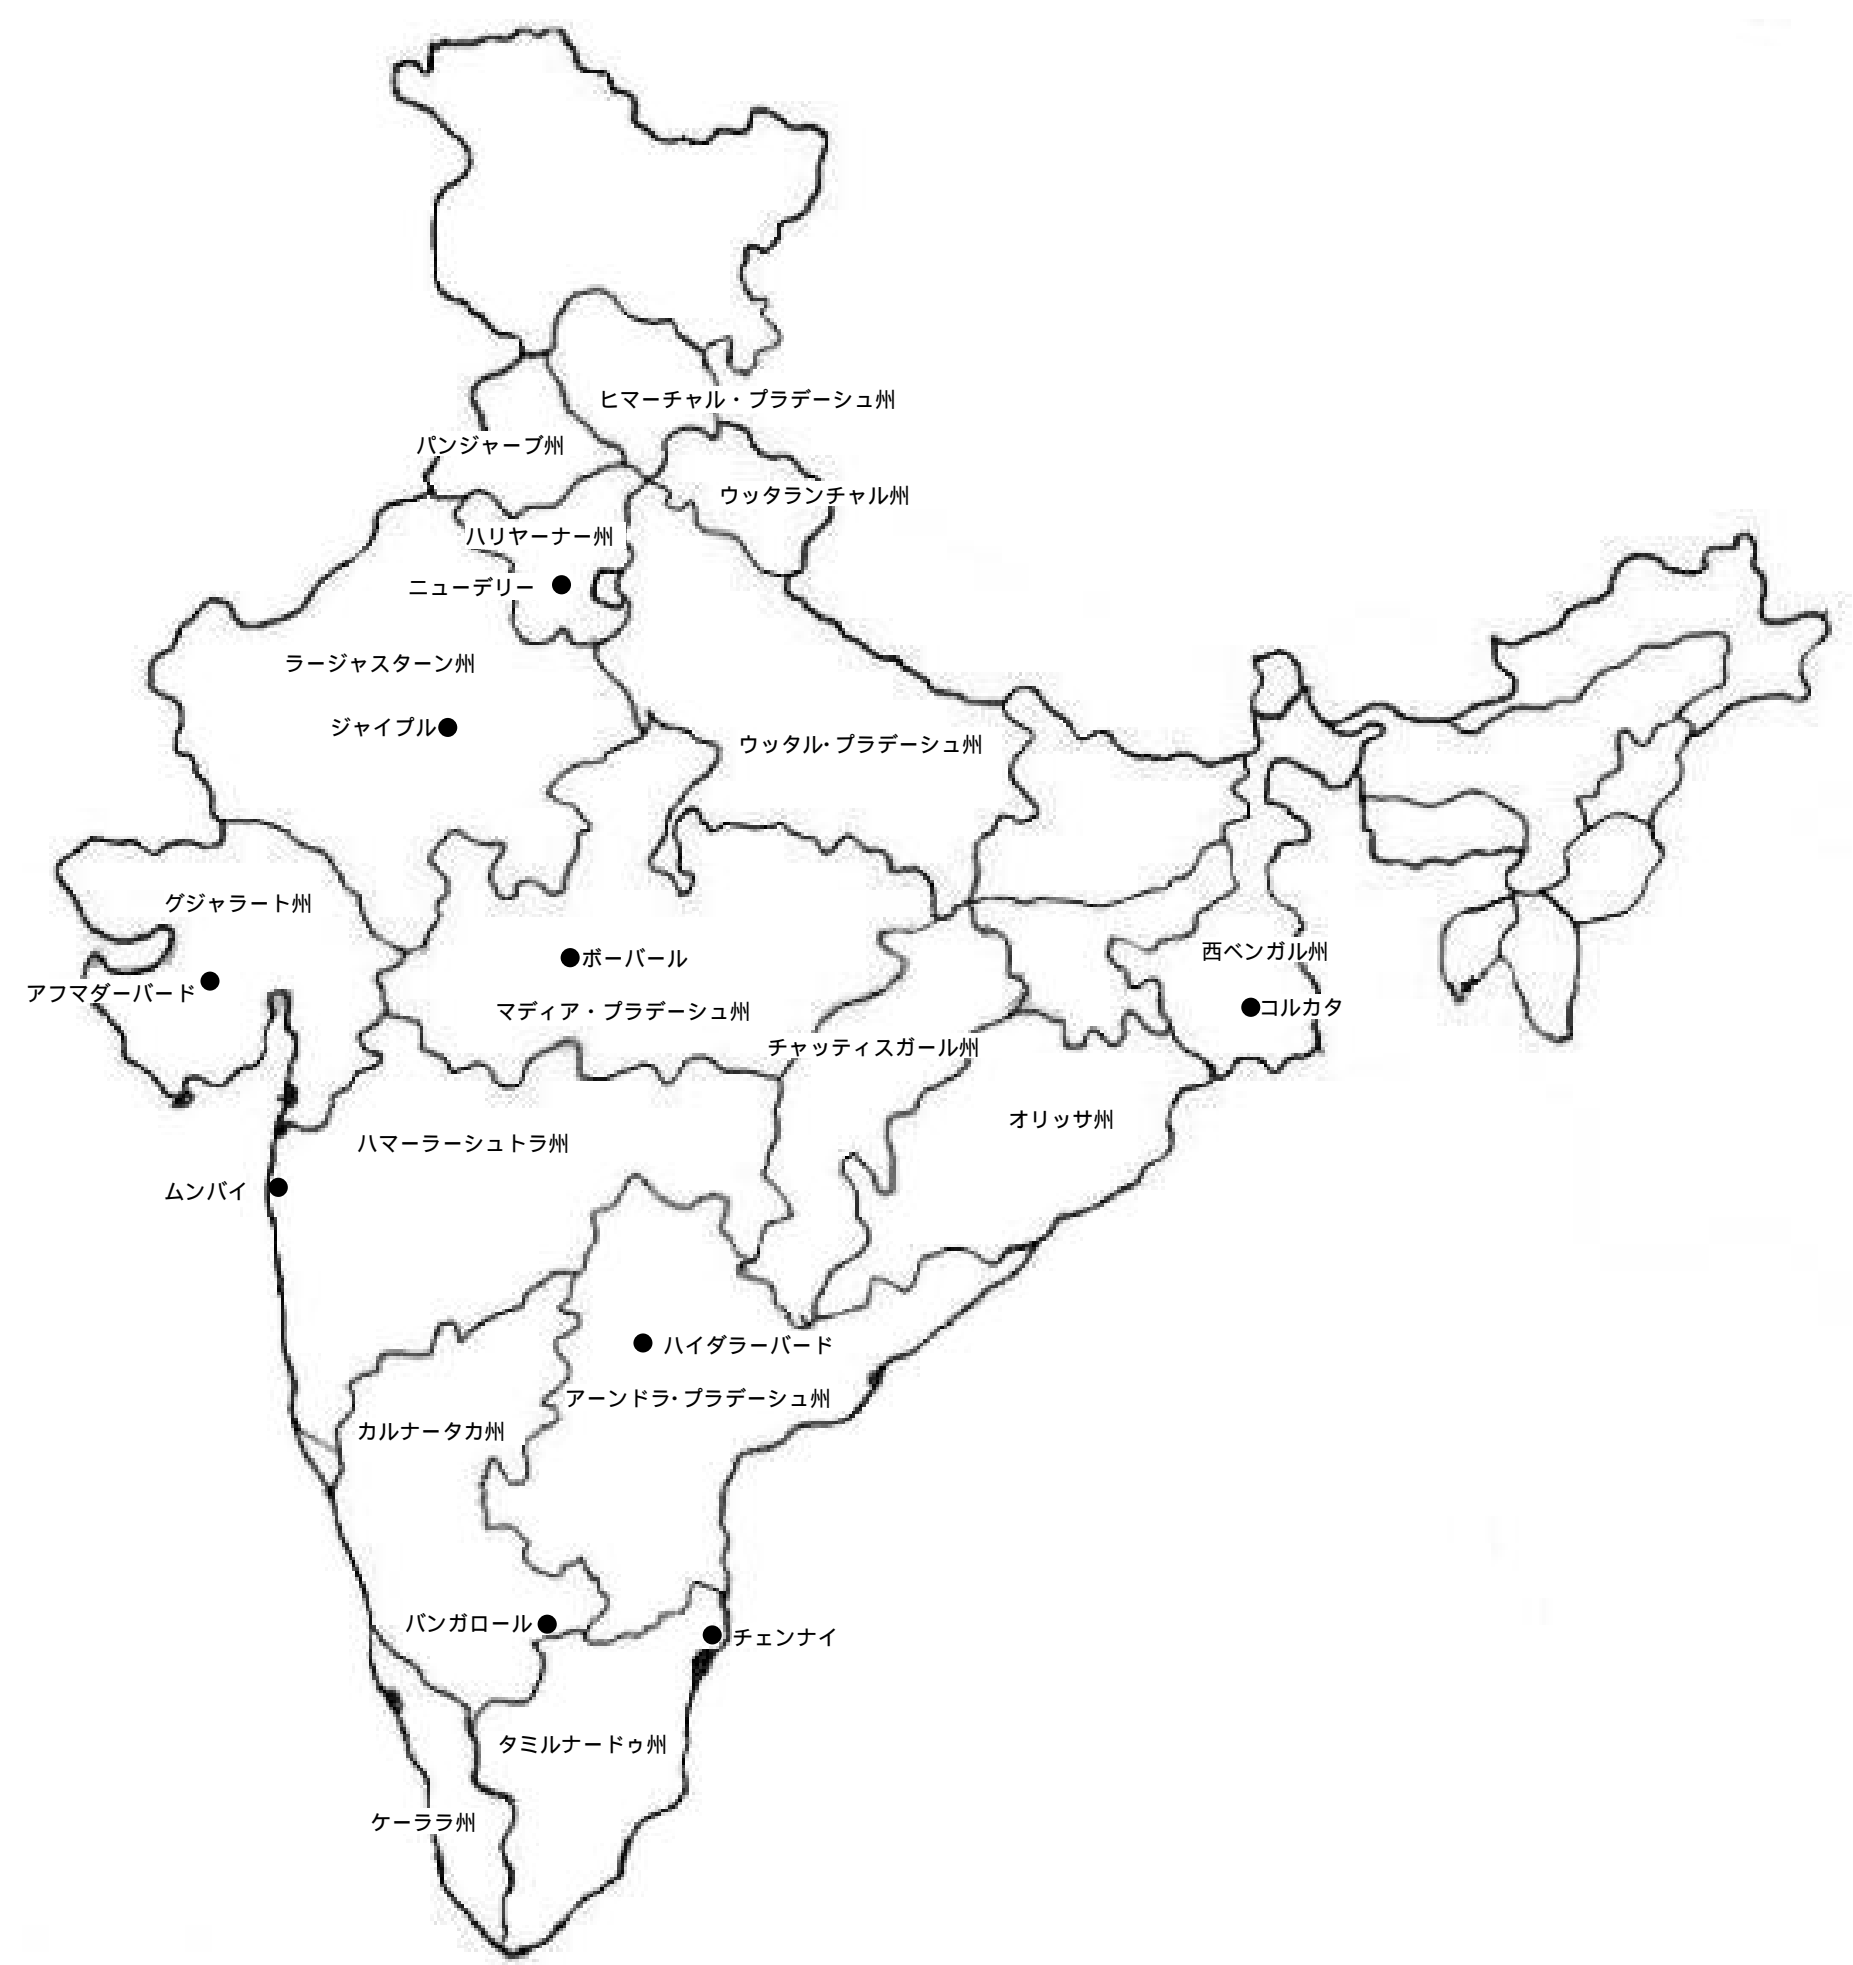 ヒマーチャル・プラデーシュ州
パンジャーブ州
ウッタランチャル州
ハリヤーナー州
ニューデリー
ラージャスターン州
ジャイプル
ウッタル・プラデーシュ州
グジャラート州
西ベンガル州
ボーバール
アフマダーバード
コルカタ
マディア・プラデーシュ州
チャッティスガール州
オリッサ州
ハマーラーシュトラ州
ムンバイ
ハイダラーバード
アーンドラ・プラデーシュ州
カルナータカ州
バンガロール
チェンナイ
タミルナードゥ州
ケーララ州